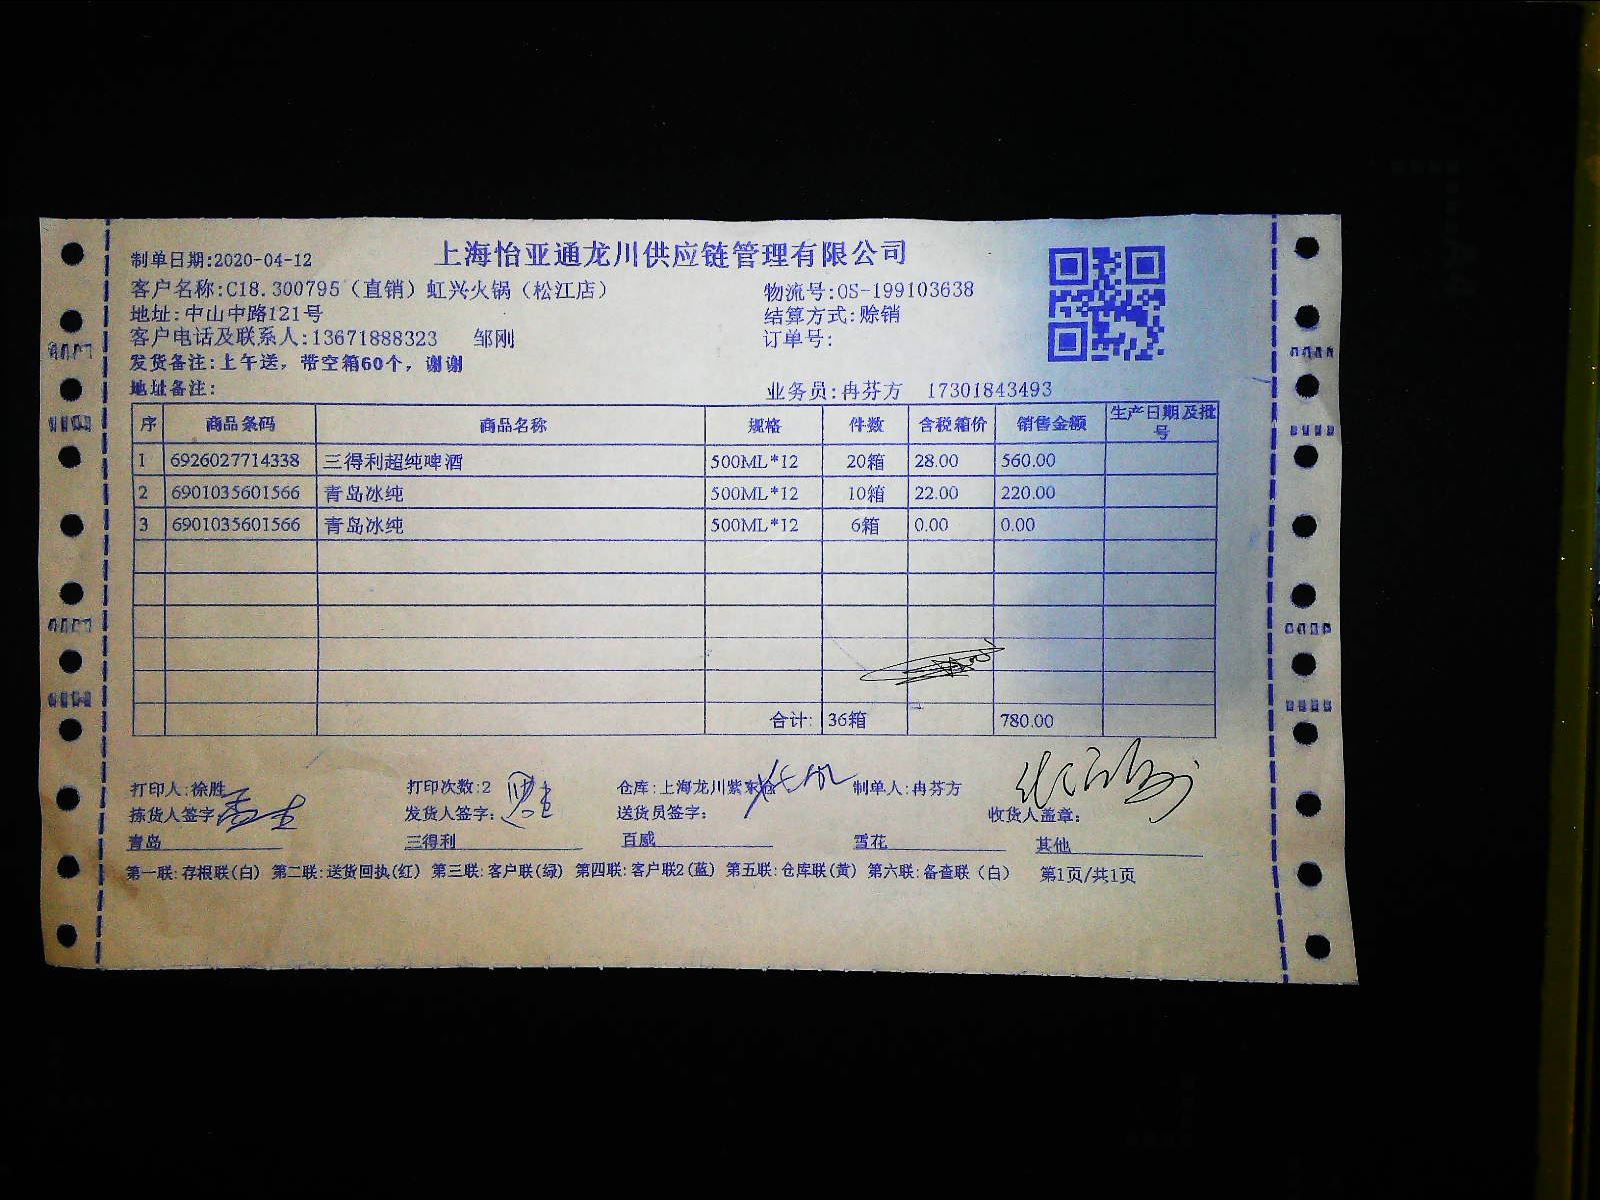 上海怡亚通龙川供应链管理有限公司
制单日期:2020-04-12
客户名称:C18.300795（直销）虹兴火锅（松江店） 物流号:OS-199103638
地址:中山中路121号 结算方式:赊销
客户电话及联系人:13671888323 邹刚 订单号:
发货备注:上午送，带空箱60个，谢谢
地址备注: 业务员:冉芬方 17301843493
序 商品条码 商品名称 规格 件数 含税箱价 销售金额 生产日期及批号
1 6926027714338 三得利超纯啤酒 500ML*12 20箱 28.00 560.00
2 6901035601566 青岛冰纯 500ML*12 10箱 22.00 220.00
3 6901035601566 青岛冰纯 500ML*12 6箱 0.00 0.00
合计: 36箱 780.00
打印人:徐胜 打印次数:2 仓库:上海龙川紫东仓 制单人:冉芬方
拣货人签字: 发货人签字: 送货员签字: 收货人盖章:
青岛 三得利 百威 雪花 其他
第一联:存根联(白) 第二联:送货回执(红) 第三联:客户联(绿) 第四联:客户联2(蓝) 第五联:仓库联(黄) 第六联:备查联（白） 第1页/共1页